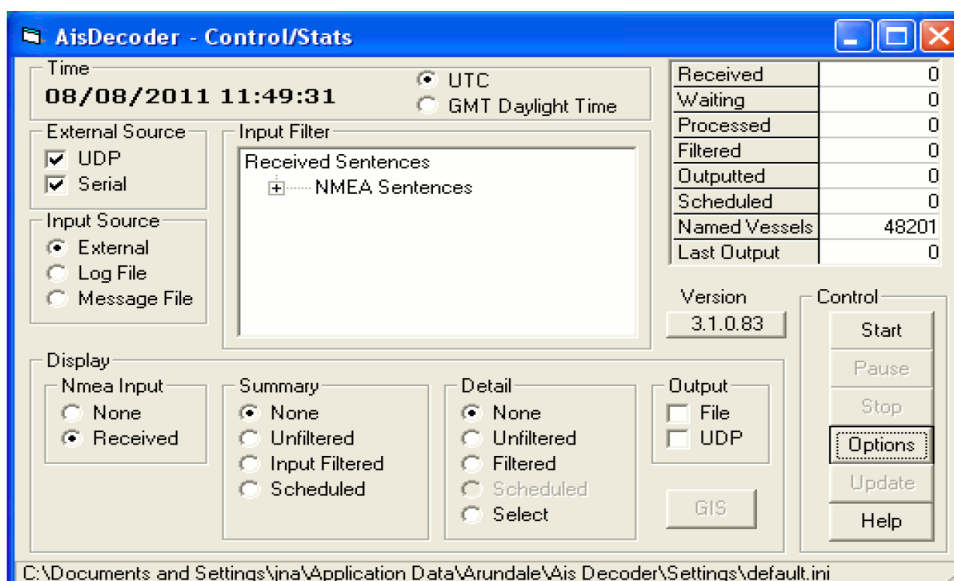 AisDecoder - Control/Stats
Time
08/08/2011 11:49:31
UTC
GMT Daylight Time
External Source
UDP
Serial
Input Source
External
Log File
Message File
Input Filter
Received Sentences
NMEA Sentences
Received 0
Waiting 0
Processed 0
Filtered 0
Outputted 0
Scheduled 0
Named Vessels 48201
Last Output 0
Version
3.1.0.83
Control
Start
Pause
Stop
Options
Update
Help
Display
Nmea Input
None
Received
Summary
None
Unfiltered
Input Filtered
Scheduled
Detail
None
Unfiltered
Filtered
Scheduled
Select
Output
File
UDP
GIS
C:\Documents and Settings\jna\Application Data\Arundale\Ais Decoder\Settings\default.ini